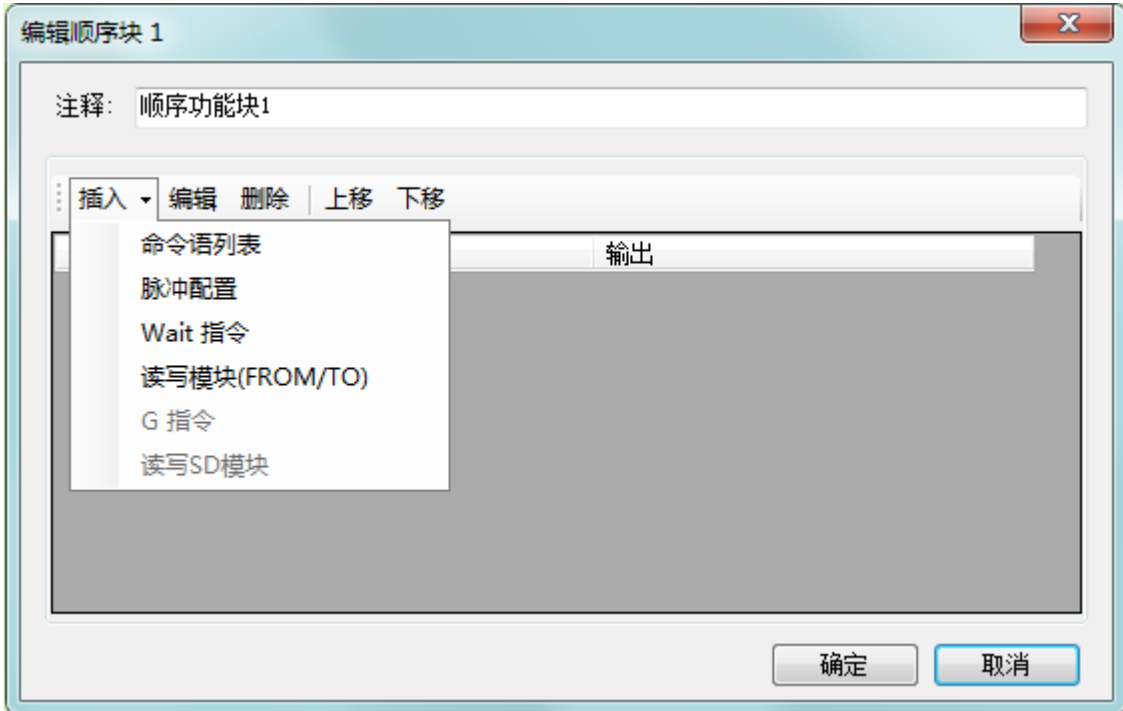 编辑顺序块 1
注释: 顺序功能块1
插入 编辑 删除 上移 下移
输出
命令语列表
脉冲配置
Wait 指令
读写模块(FROM/TO)
G 指令
读写SD模块
确定 取消